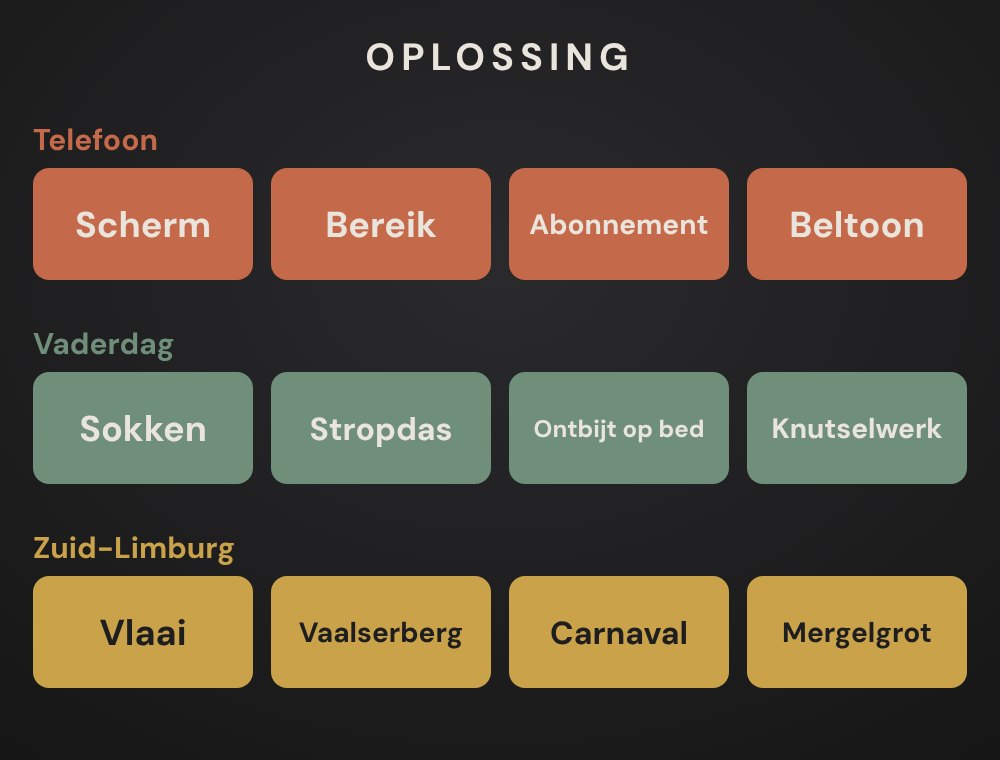 OPLOSSING
Telefoon
Scherm Bereik Abonnement Beltoon
Vaderdag
Sokken Stropdas Ontbijt op bed Knutselwerk
Zuid-Limburg
Vlaai Vaalserberg Carnaval Mergelgrot